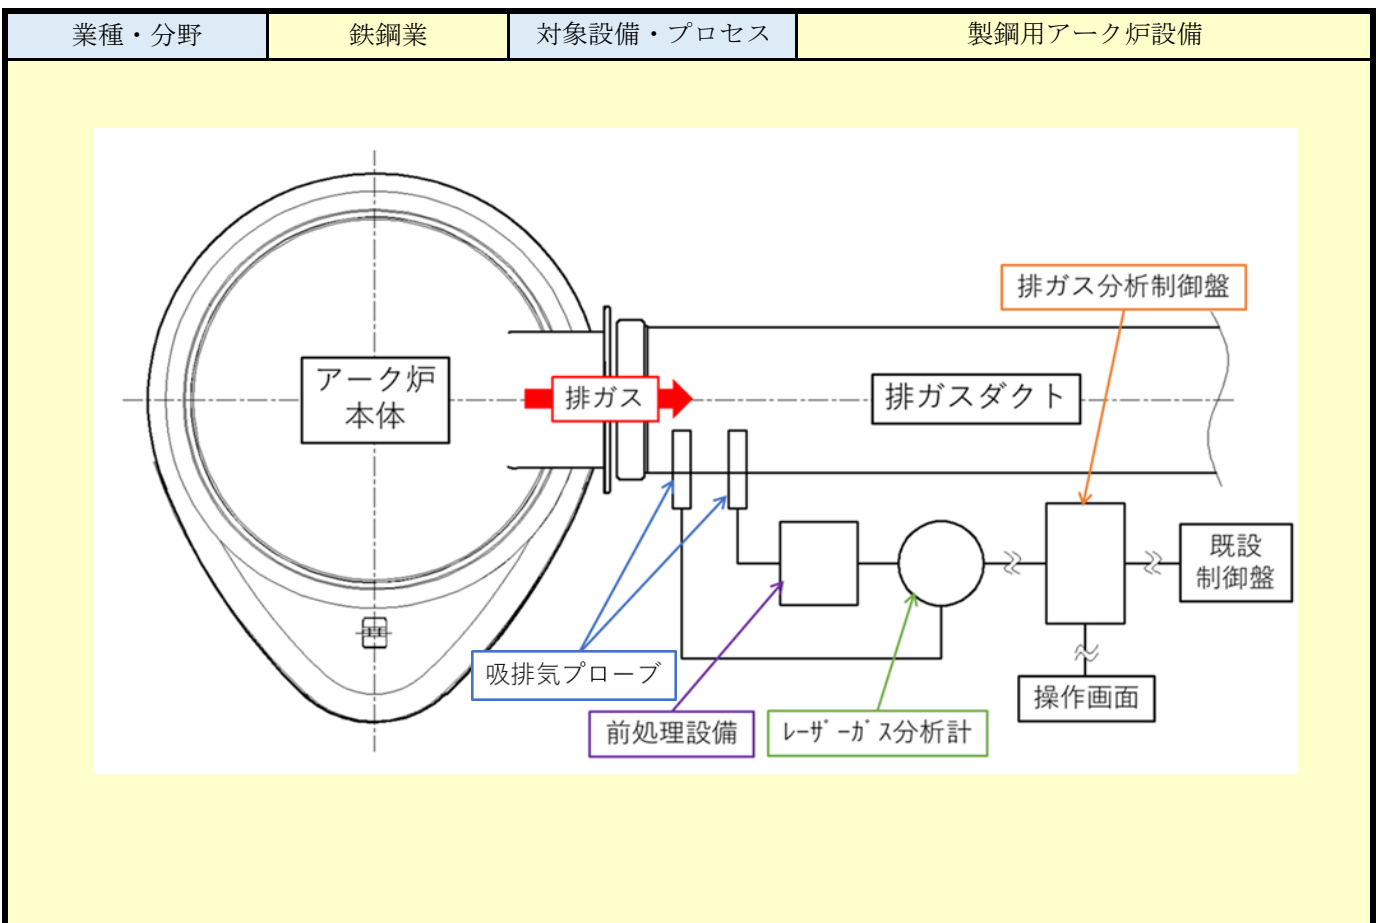 業種・分野
鉄鋼業
対象設備・プロセス
製鋼用アーク炉設備
排ガス分析制御盤
アーク炉
本体
排ガス
排ガスダクト
既設
制御盤
吸排気プローブ
操作画面
前処理設備
ﾚｰｻﾞｰｶﾞｽ分析計